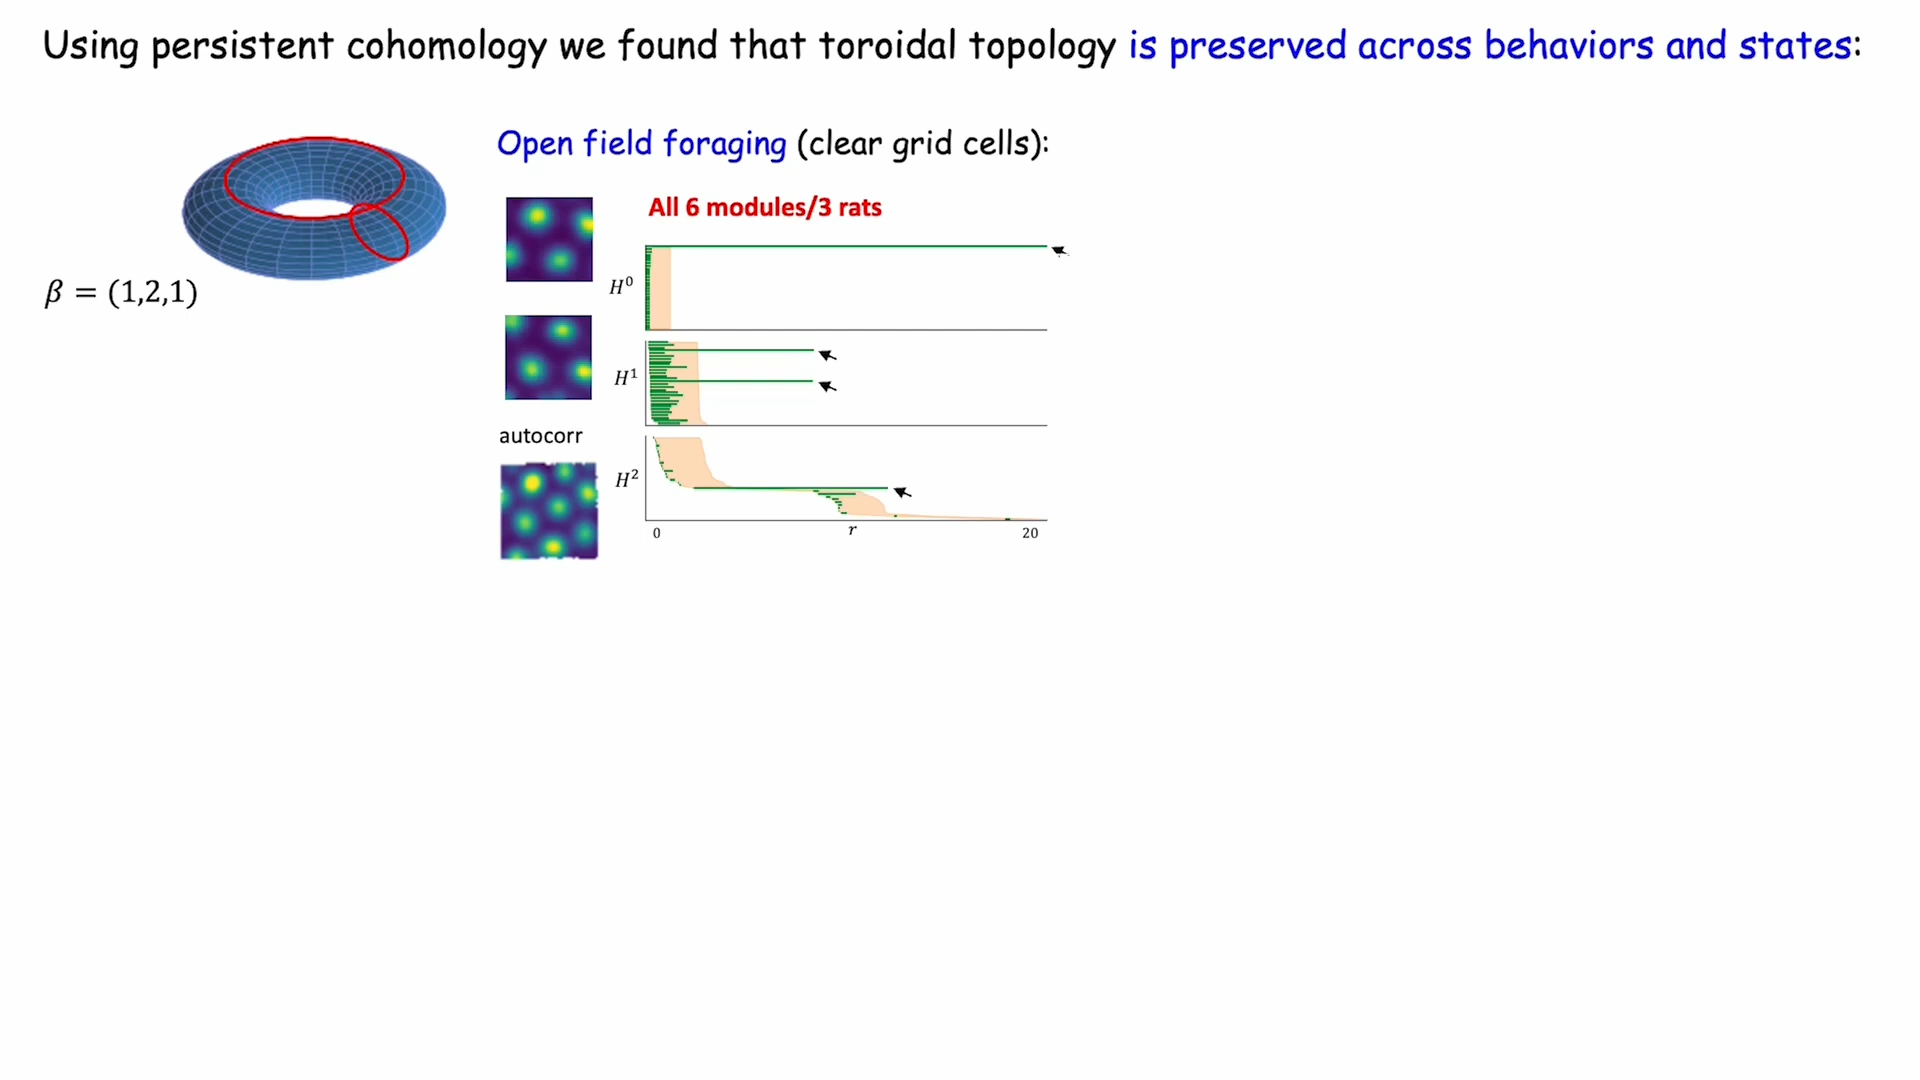 Using persistent cohomology we found that toroidal topology is preserved across behaviors and states:
Open field foraging (clear grid cells):
All 6 modules/3 rats
β = (1,2,1)
H⁰
H¹
autocorr
H²
0 r 20